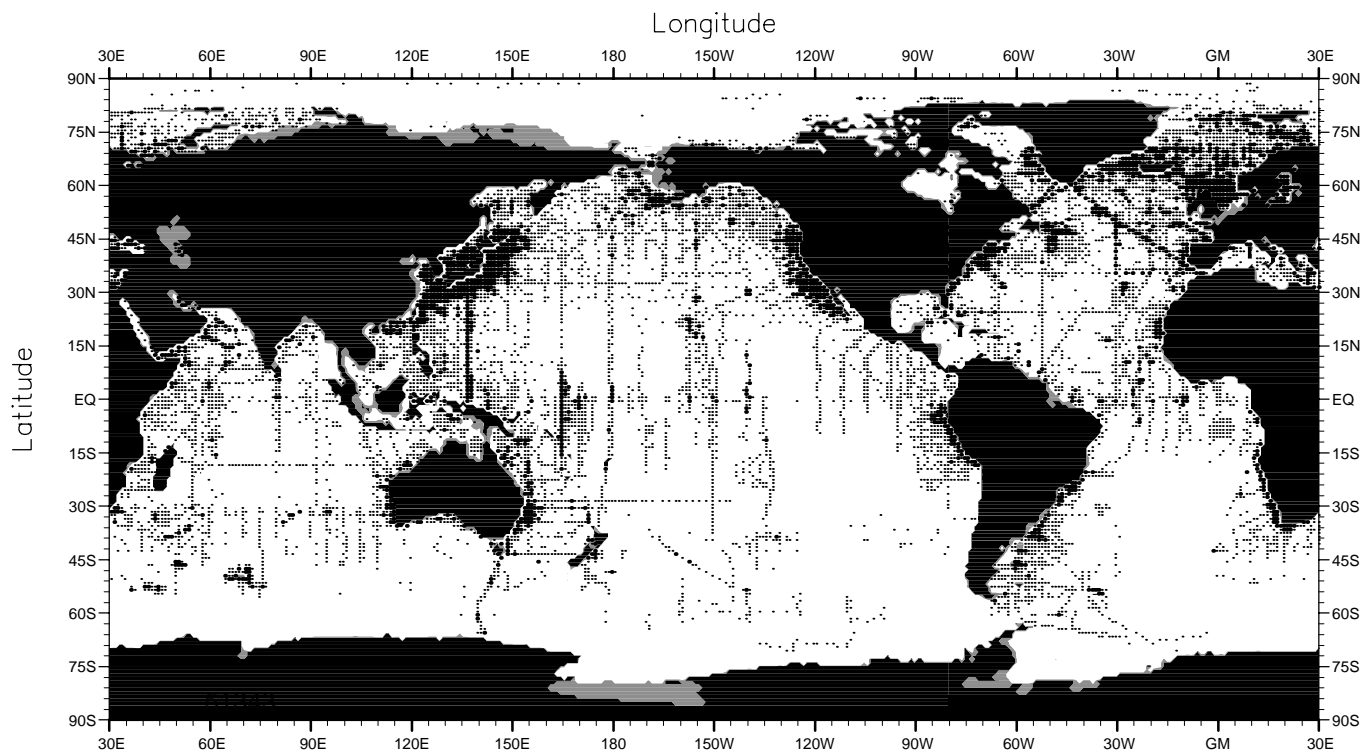 Longitude
30E 60E 90E 120E 150E 180 150W 120W 90W 60W 30W GM 30E
90N 90N
75N 75N
60N 60N
45N 45N
30N 30N
15N 15N
Latitude
EQ EQ
15S 15S
30S 30S
45S 45S
60S 60S
75S 75S
90S 90S
30E 60E 90E 120E 150E 180 150W 120W 90W 60W 30W GM 30E